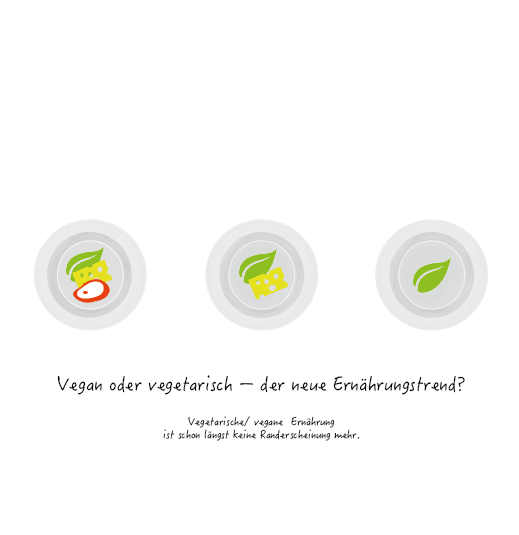 Vegan oder vegetarisch – der neue Ernährungstrend?
Vegetarische/ vegane Ernährung
ist schon längst keine Randerscheinung mehr.